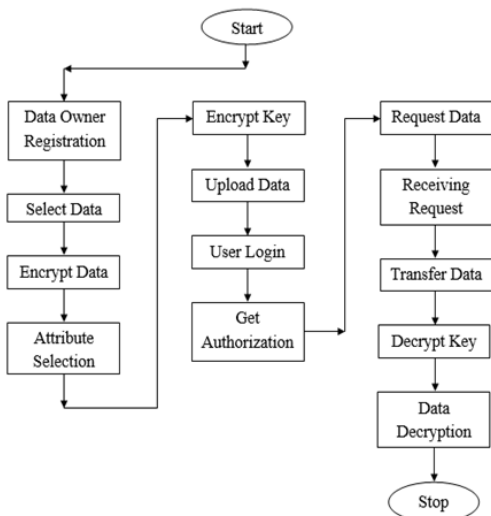 Start
Data Owner
Registration
Select Data
Encrypt Data
Attribute
Selection
Encrypt Key
Upload Data
User Login
Get
Authorization
Request Data
Receiving
Request
Transfer Data
Decrypt Key
Data
Decryption
Stop